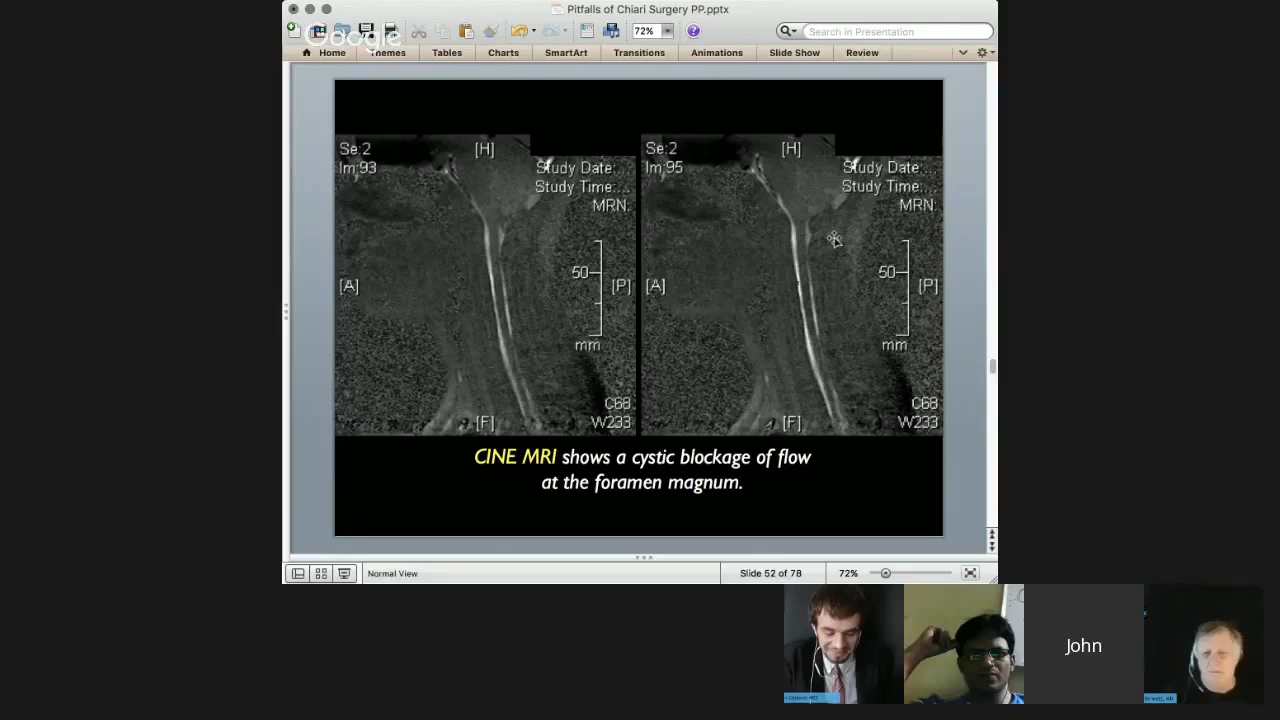 Pitfalls of Chiari Surgery PP.pptx
Google
72%
Search in Presentation
Home Themes Tables Charts SmartArt Transitions Animations Slide Show Review
Se:2
Im:93
[H]
Study Date:...
Study Time:...
MRN:
[A]
50
[P]
mm
[F]
C68
W233
Se:2
Im:95
[H]
Study Date:...
Study Time:...
MRN:
[A]
50
[P]
mm
[F]
C68
W233
CINE MRI shows a cystic blockage of flow
at the foramen magnum.
Normal View
Slide 52 of 78
72%
John